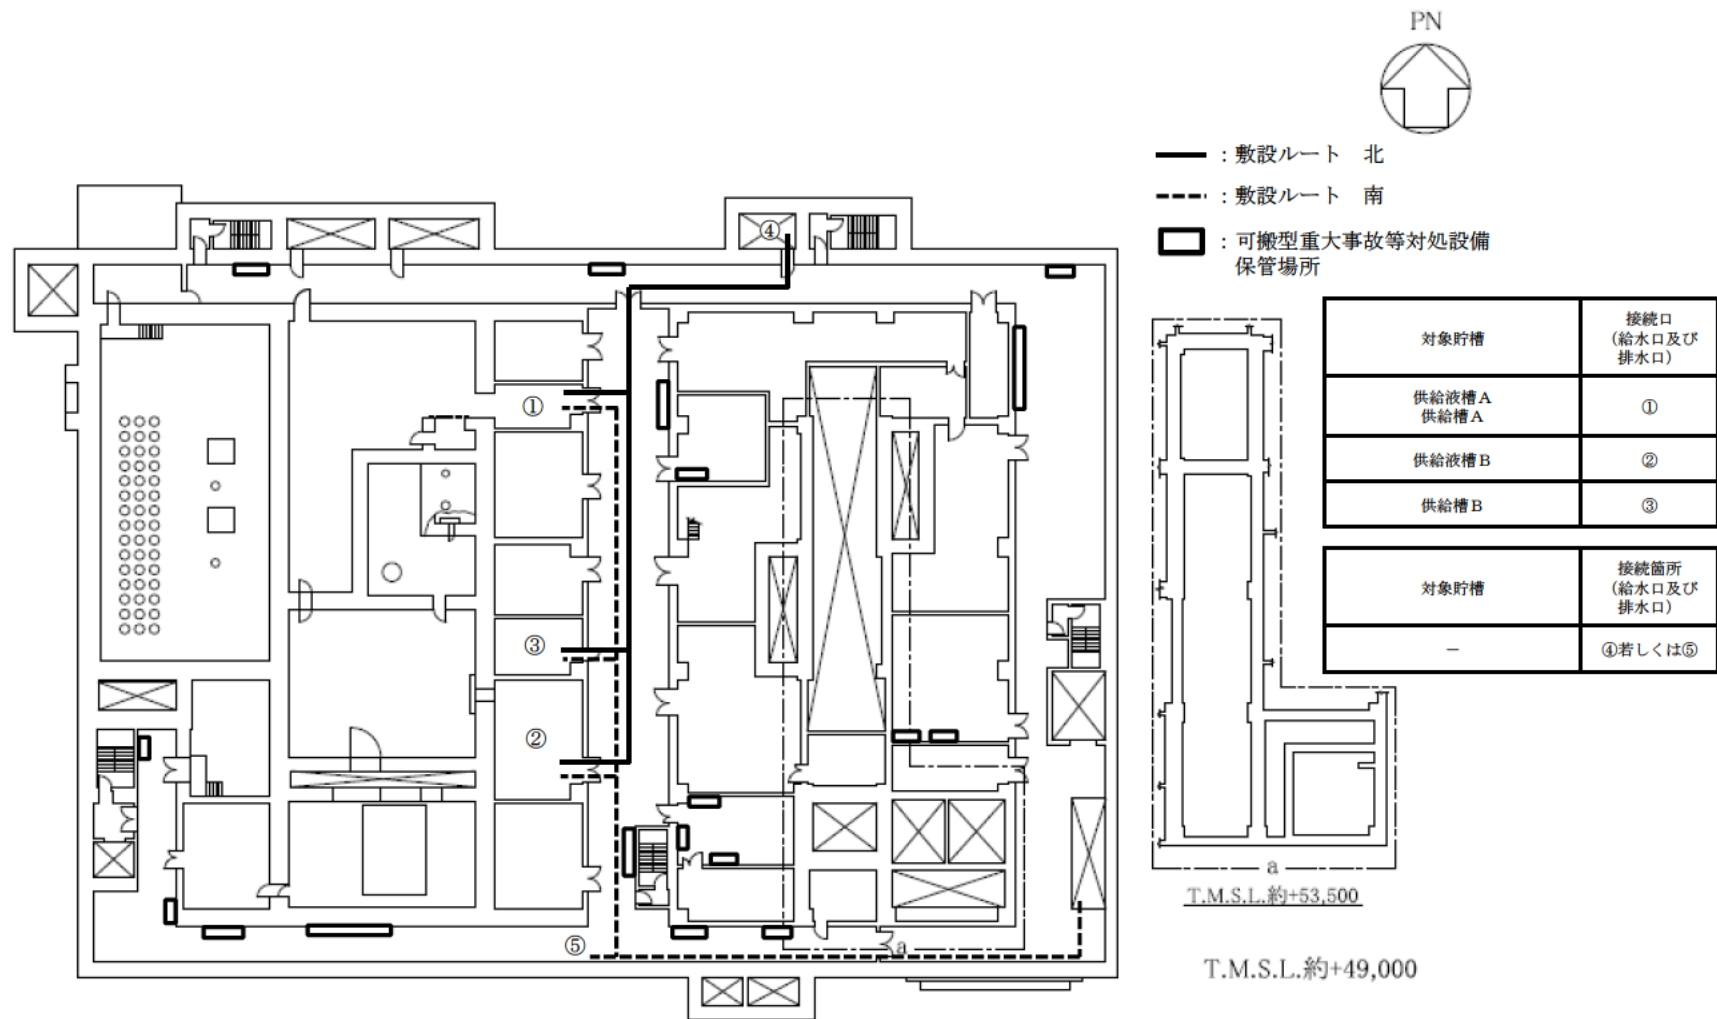 PN
：敷設ルート　北
：敷設ルート　南
：可搬型重大事故等対処設備
保管場所
対象貯槽
接続口
（給水口及び
排水口）
供給液槽A
供給槽A
①
供給液槽B
②
供給槽B
③
対象貯槽
接続箇所
（給水口及び
排水口）
－
④若しくは⑤
④
①
③
②
⑤
a
a
T.M.S.L.約+53,500
T.M.S.L.約+49,000